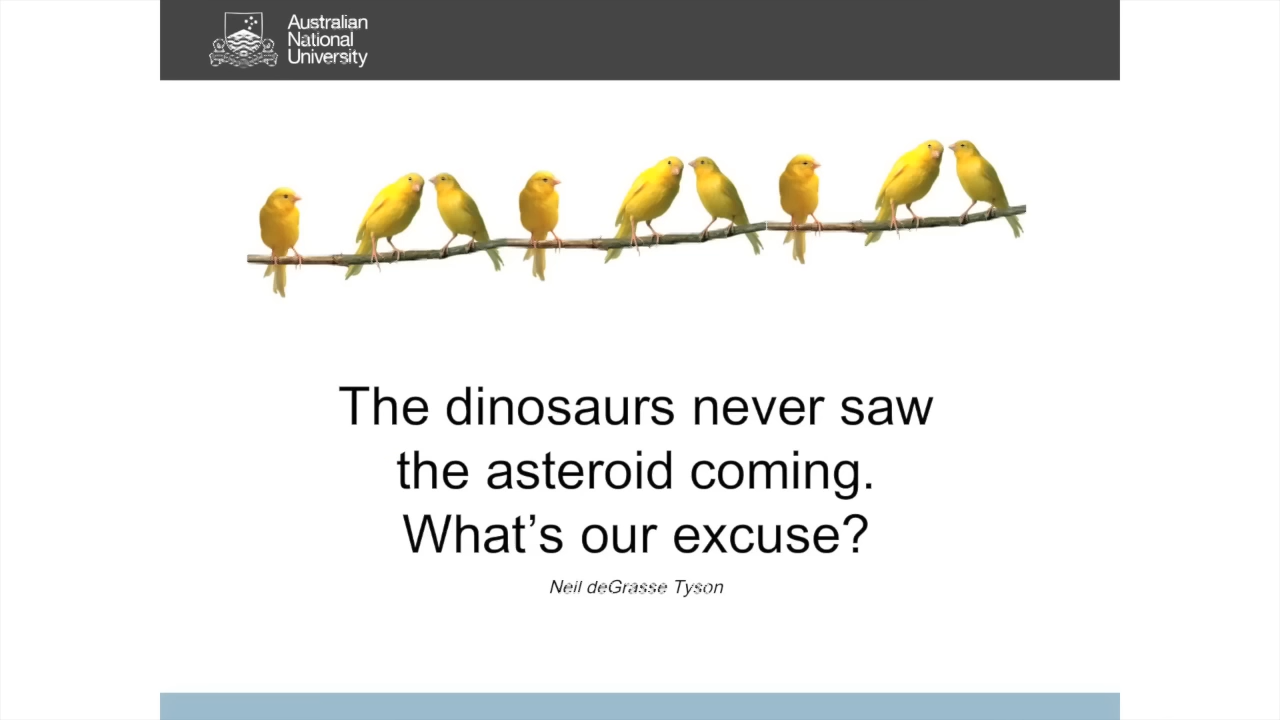 Australian
National
University
The dinosaurs never saw
the asteroid coming.
What’s our excuse?
Neil deGrasse Tyson